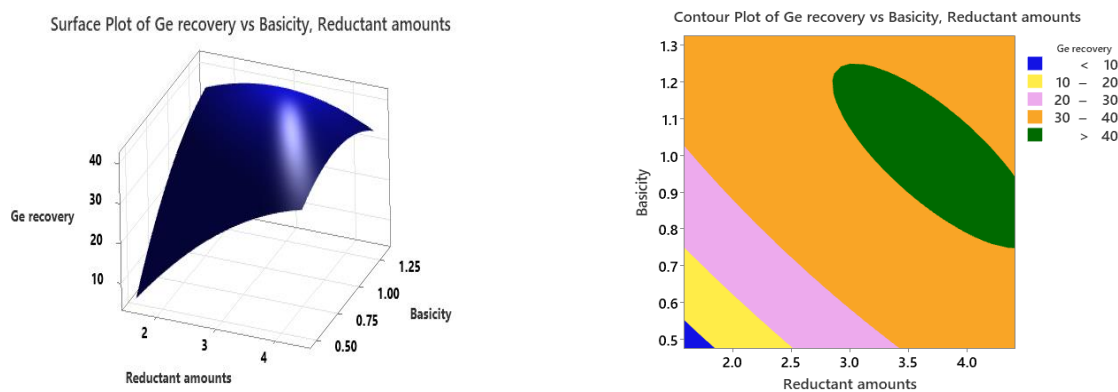 Surface Plot of Ge recovery vs Basicity, Reductant amounts
40
30
20
10
Ge recovery
2
3
4
Reductant amounts
0.50
0.75
1.00
1.25
Basicity
Contour Plot of Ge recovery vs Basicity, Reductant amounts
1.3
1.2
1.1
1.0
0.9
0.8
0.7
0.6
0.5
Basicity
2.0 2.5 3.0 3.5 4.0
Reductant amounts
Ge recovery
< 10
10 – 20
20 – 30
30 – 40
> 40